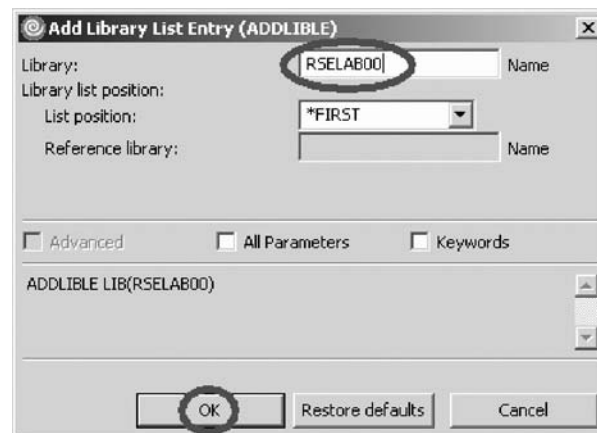 Add Library List Entry (ADDLIBLE)
Library: RSELAB00 Name
Library list position:
List position: *FIRST
Reference library: Name
Advanced All Parameters Keywords
ADDLIBLE LIB(RSELAB00)
OK Restore defaults Cancel